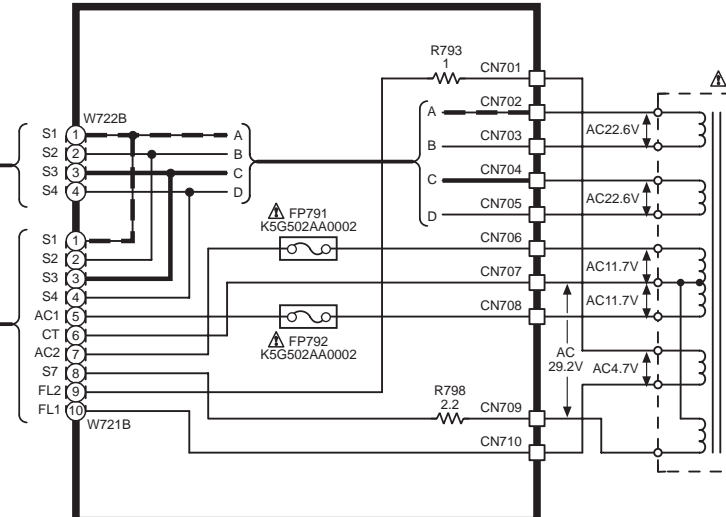 R793
1
CN701
W722B
CN702
S1 1 A A
CN703
AC22.6V
S2 2 B B
S3 3 C
CN704
C
S4 4 D
CN705
AC22.6V
D
FP791
K5G502AA0002
CN706
S1 1
S2 2
CN707
AC11.7V
S3 3
S4 4
CN708
AC11.7V
AC1 5
CT 6
FP792
K5G502AA0002
AC2 7
AC
29.2V
AC4.7V
S7 8
R798
2.2
CN709
FL2 9
FL1 10
W721B
CN710